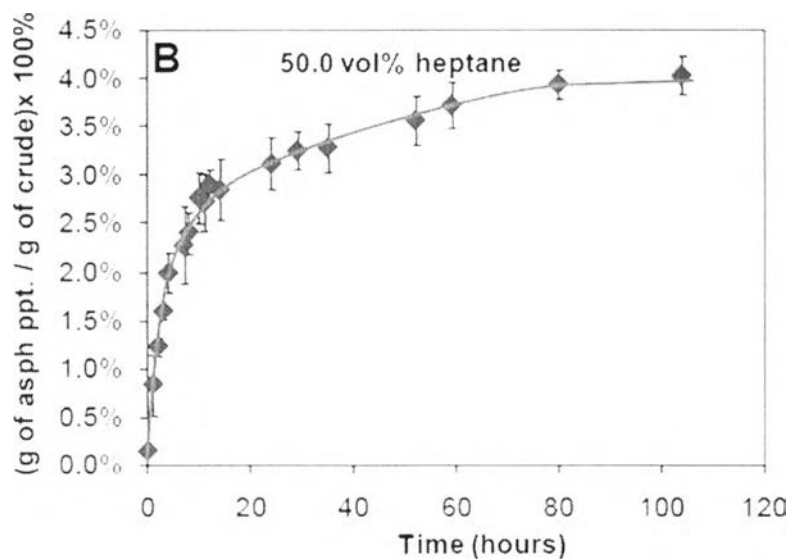 B
50.0 vol% heptane
(g of asph ppt. / g of crude)x 100%
4.5%
4.0%
3.5%
3.0%
2.5%
2.0%
1.5%
1.0%
0.5%
0.0%
0 20 40 60 80 100 120
Time (hours)